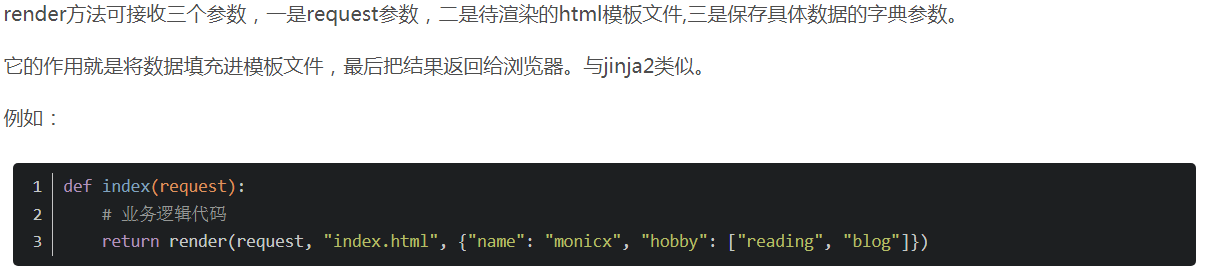 render方法可接收三个参数，一是request参数，二是待渲染的html模板文件,三是保存具体数据的字典参数。
它的作用就是将数据填充进模板文件，最后把结果返回给浏览器。与jinja2类似。
例如：
1 def index(request):
2     # 业务逻辑代码
3     return render(request, "index.html", {"name": "monicx", "hobby": ["reading", "blog"]})